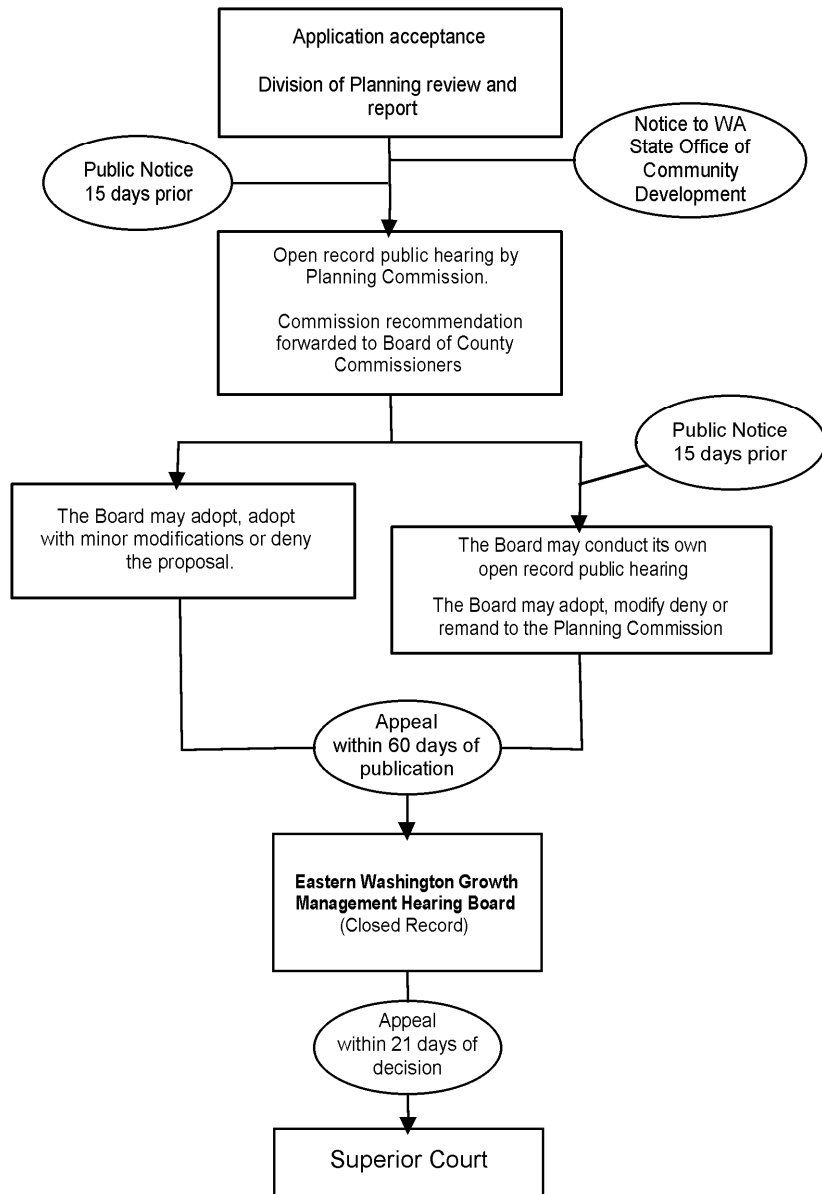 Application acceptance
Division of Planning review and
report
Public Notice
15 days prior
Notice to WA
State Office of
Community
Development
Open record public hearing by
Planning Commission.
Commission recommendation
forwarded to Board of County
Commissioners
Public Notice
15 days prior
The Board may adopt, adopt
with minor modifications or deny
the proposal.
The Board may conduct its own
open record public hearing
The Board may adopt, modify deny or
remand to the Planning Commission
Appeal
within 60 days of
publication
Eastern Washington Growth
Management Hearing Board
(Closed Record)
Appeal
within 21 days of
decision
Superior Court